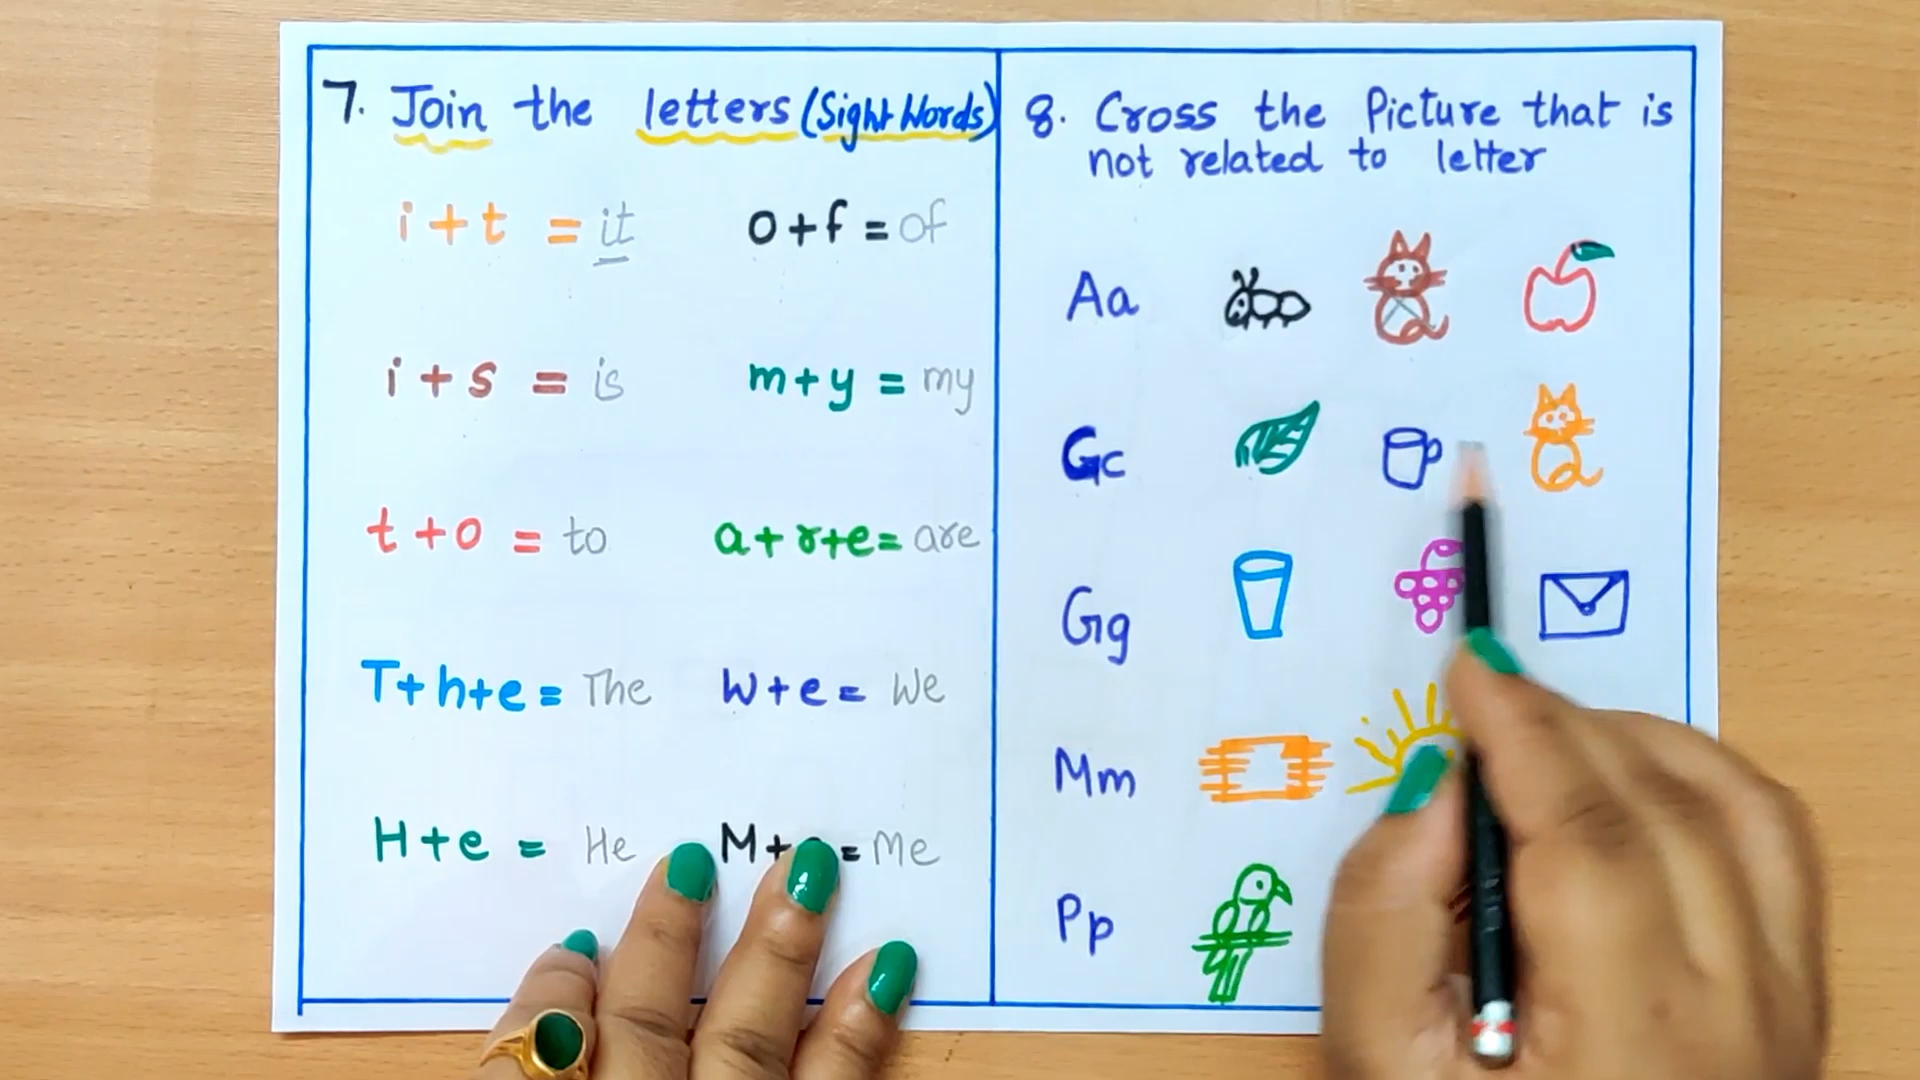 7. Join the letters (Sight Words)
i + t = it
o + f = of
i + s = is
m + y = my
t + o = to
a + r + e = are
T + h + e = The
W + e = We
H + e = He
M + = Me
8. Cross the Picture that is
not related to letter
Aa
Gc
Gg
Mm
Pp